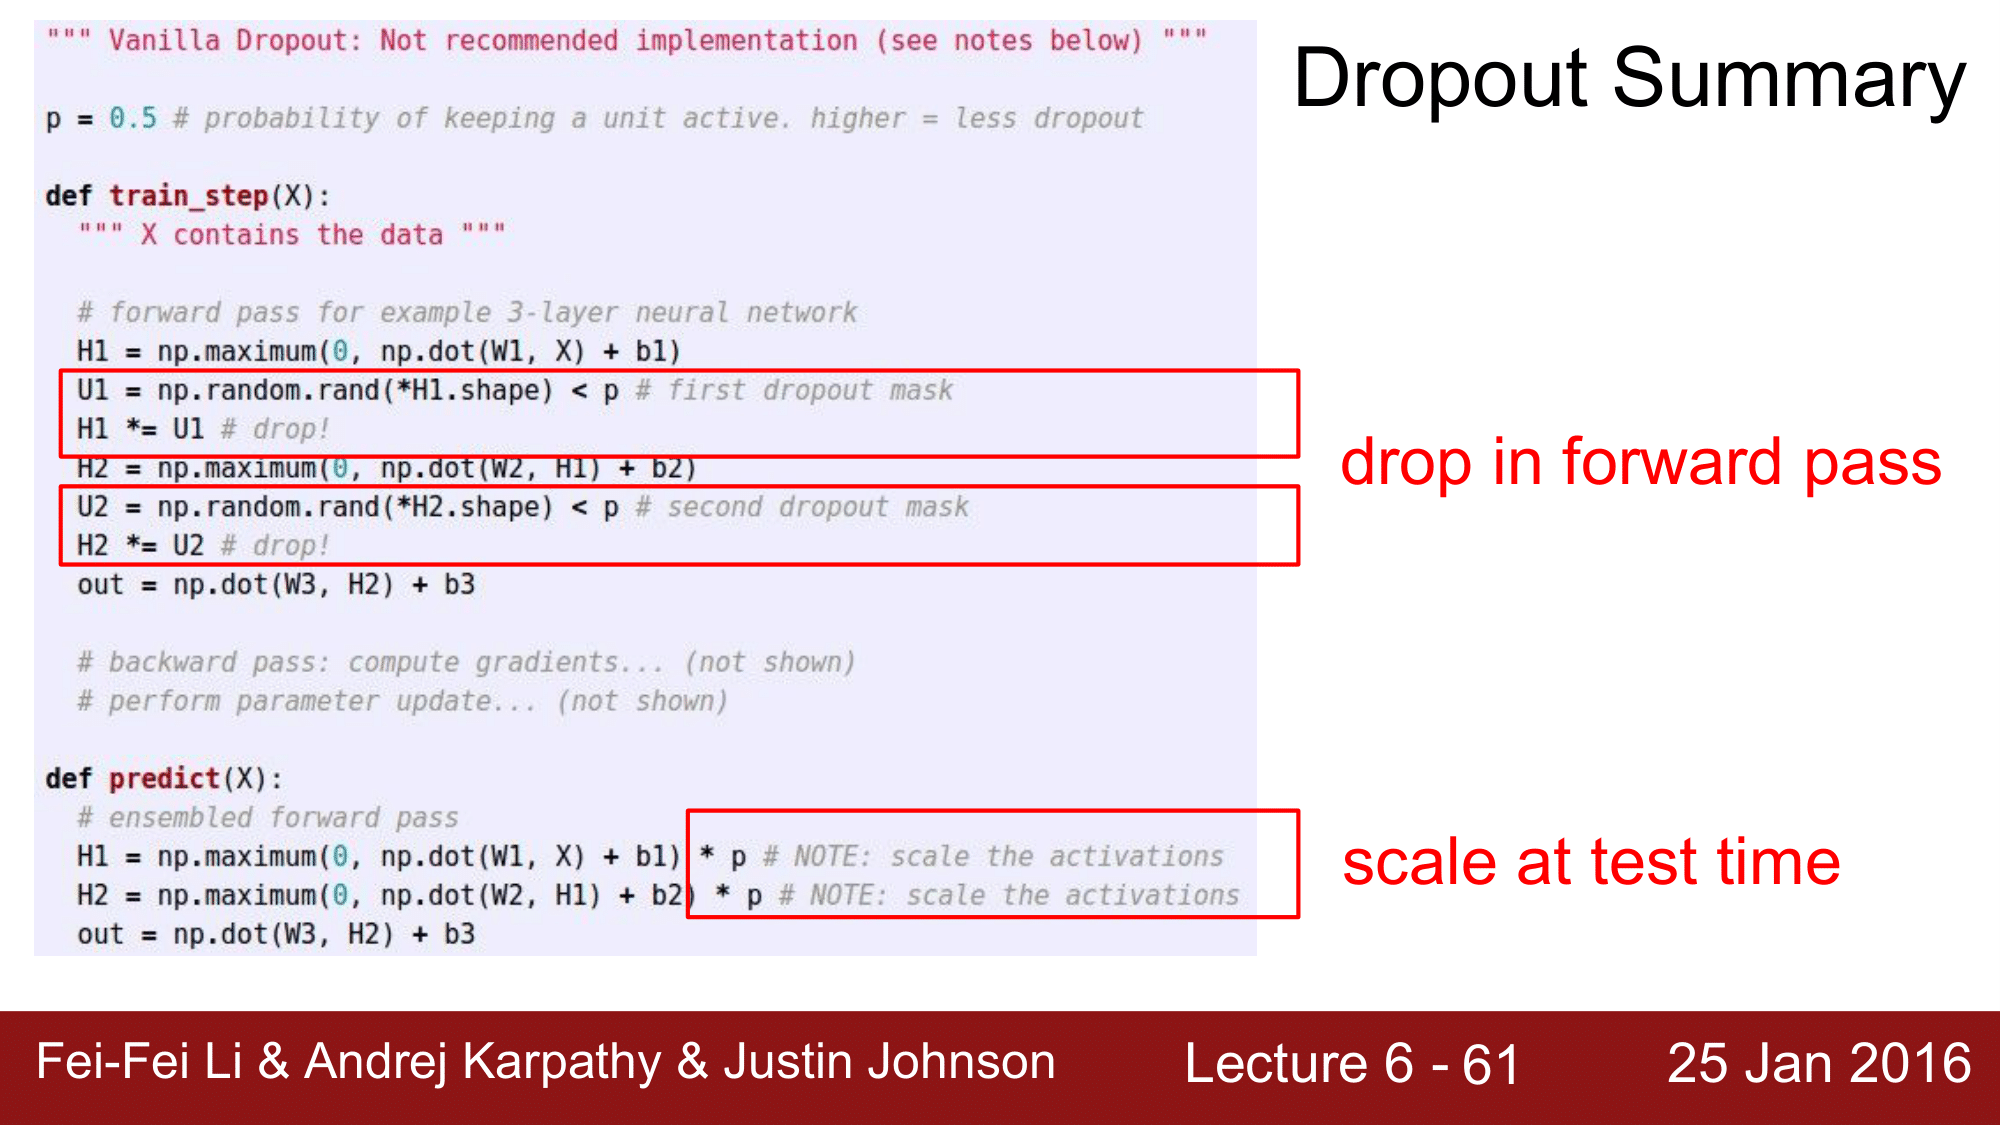 """ Vanilla Dropout: Not recommended implementation (see notes below) """
Dropout Summary
p = 0.5 # probability of keeping a unit active. higher = less dropout
def train_step(X):
""" X contains the data """
# forward pass for example 3-layer neural network
H1 = np.maximum(0, np.dot(W1, X) + b1)
U1 = np.random.rand(*H1.shape) < p # first dropout mask
H1 *= U1 # drop!
H2 = np.maximum(0, np.dot(W2, H1) + b2)
U2 = np.random.rand(*H2.shape) < p # second dropout mask
H2 *= U2 # drop!
out = np.dot(W3, H2) + b3
drop in forward pass
# backward pass: compute gradients... (not shown)
# perform parameter update... (not shown)
def predict(X):
# ensembled forward pass
H1 = np.maximum(0, np.dot(W1, X) + b1) * p # NOTE: scale the activations
H2 = np.maximum(0, np.dot(W2, H1) + b2) * p # NOTE: scale the activations
out = np.dot(W3, H2) + b3
scale at test time
Fei-Fei Li & Andrej Karpathy & Justin Johnson
Lecture 6 - 61
25 Jan 2016